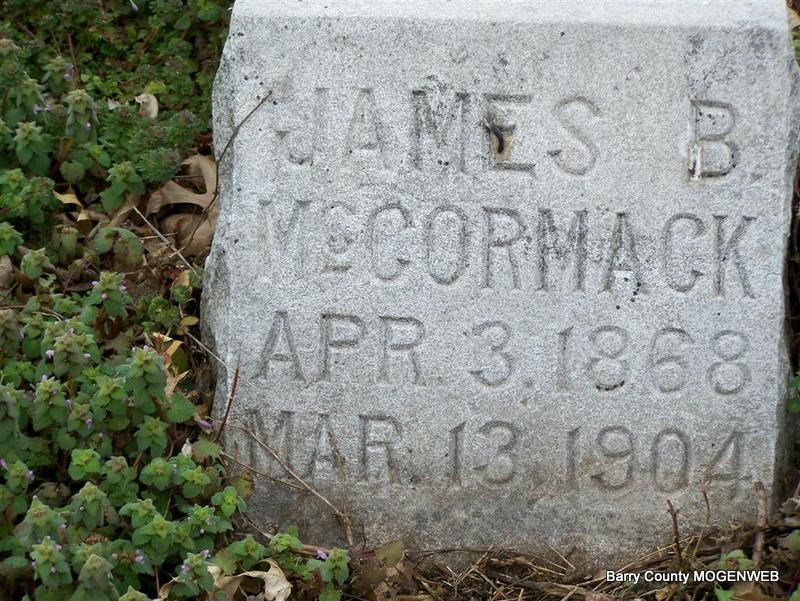 JAMES B
McCORMACK
APR. 3. 1868
MAR. 13. 1904
Barry County MOGENWEB